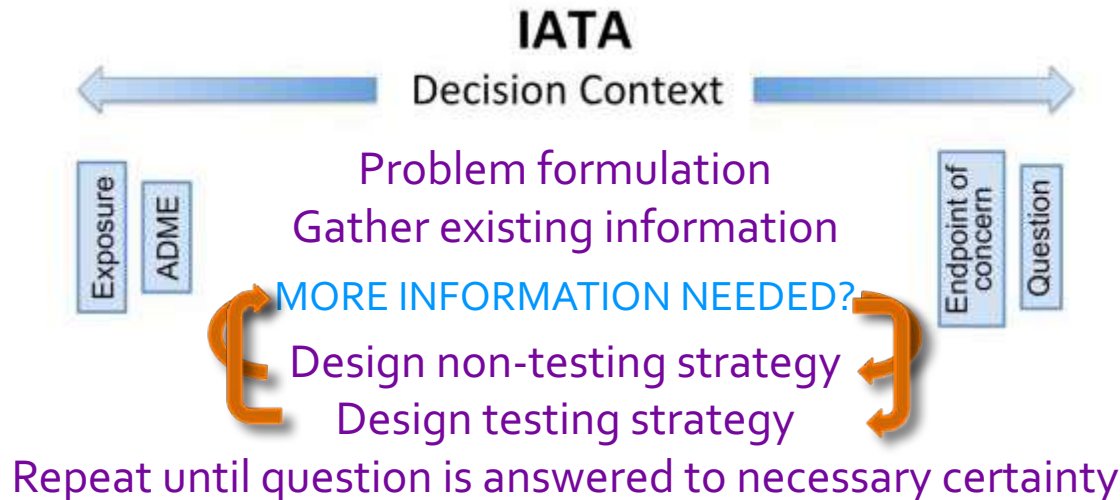 IATA
Decision Context
Exposure
ADME
Problem formulation
Gather existing information
MORE INFORMATION NEEDED?
Design non-testing strategy
Design testing strategy
Endpoint of
concern
Question
Repeat until question is answered to necessary certainty